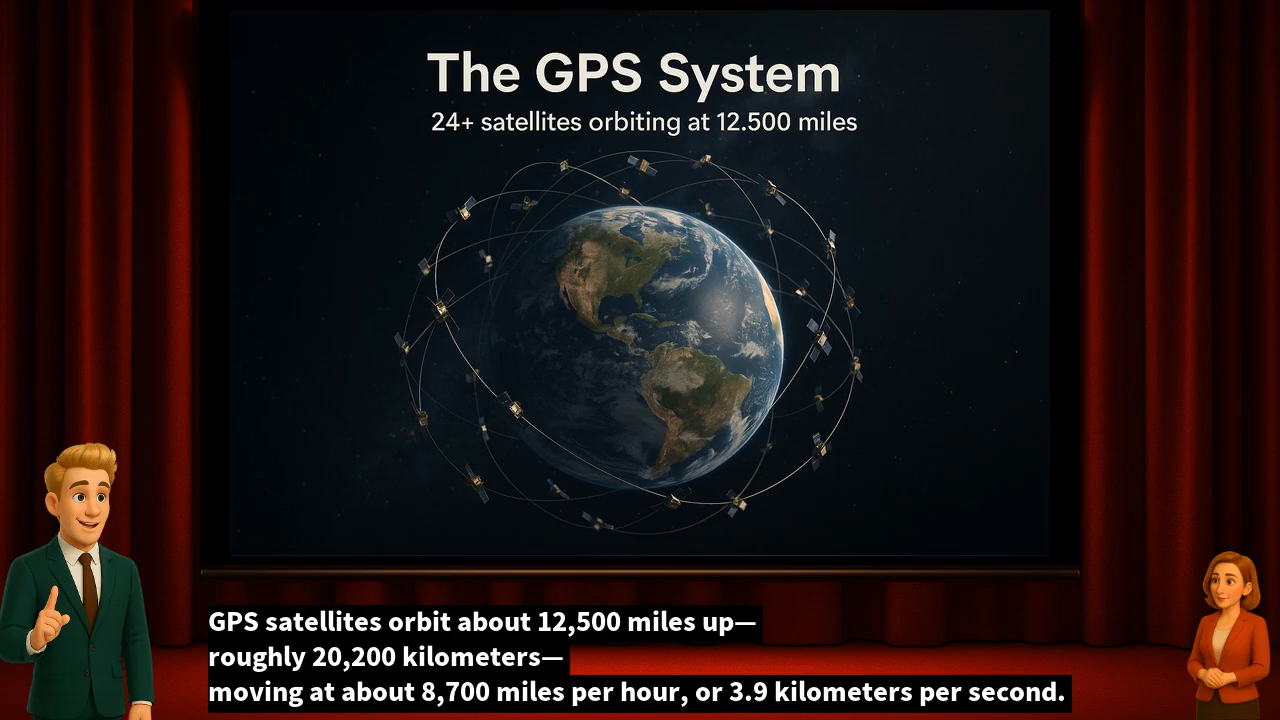 The GPS System
24+ satellites orbiting at 12.500 miles
GPS satellites orbit about 12,500 miles up—
roughly 20,200 kilometers—
moving at about 8,700 miles per hour, or 3.9 kilometers per second.